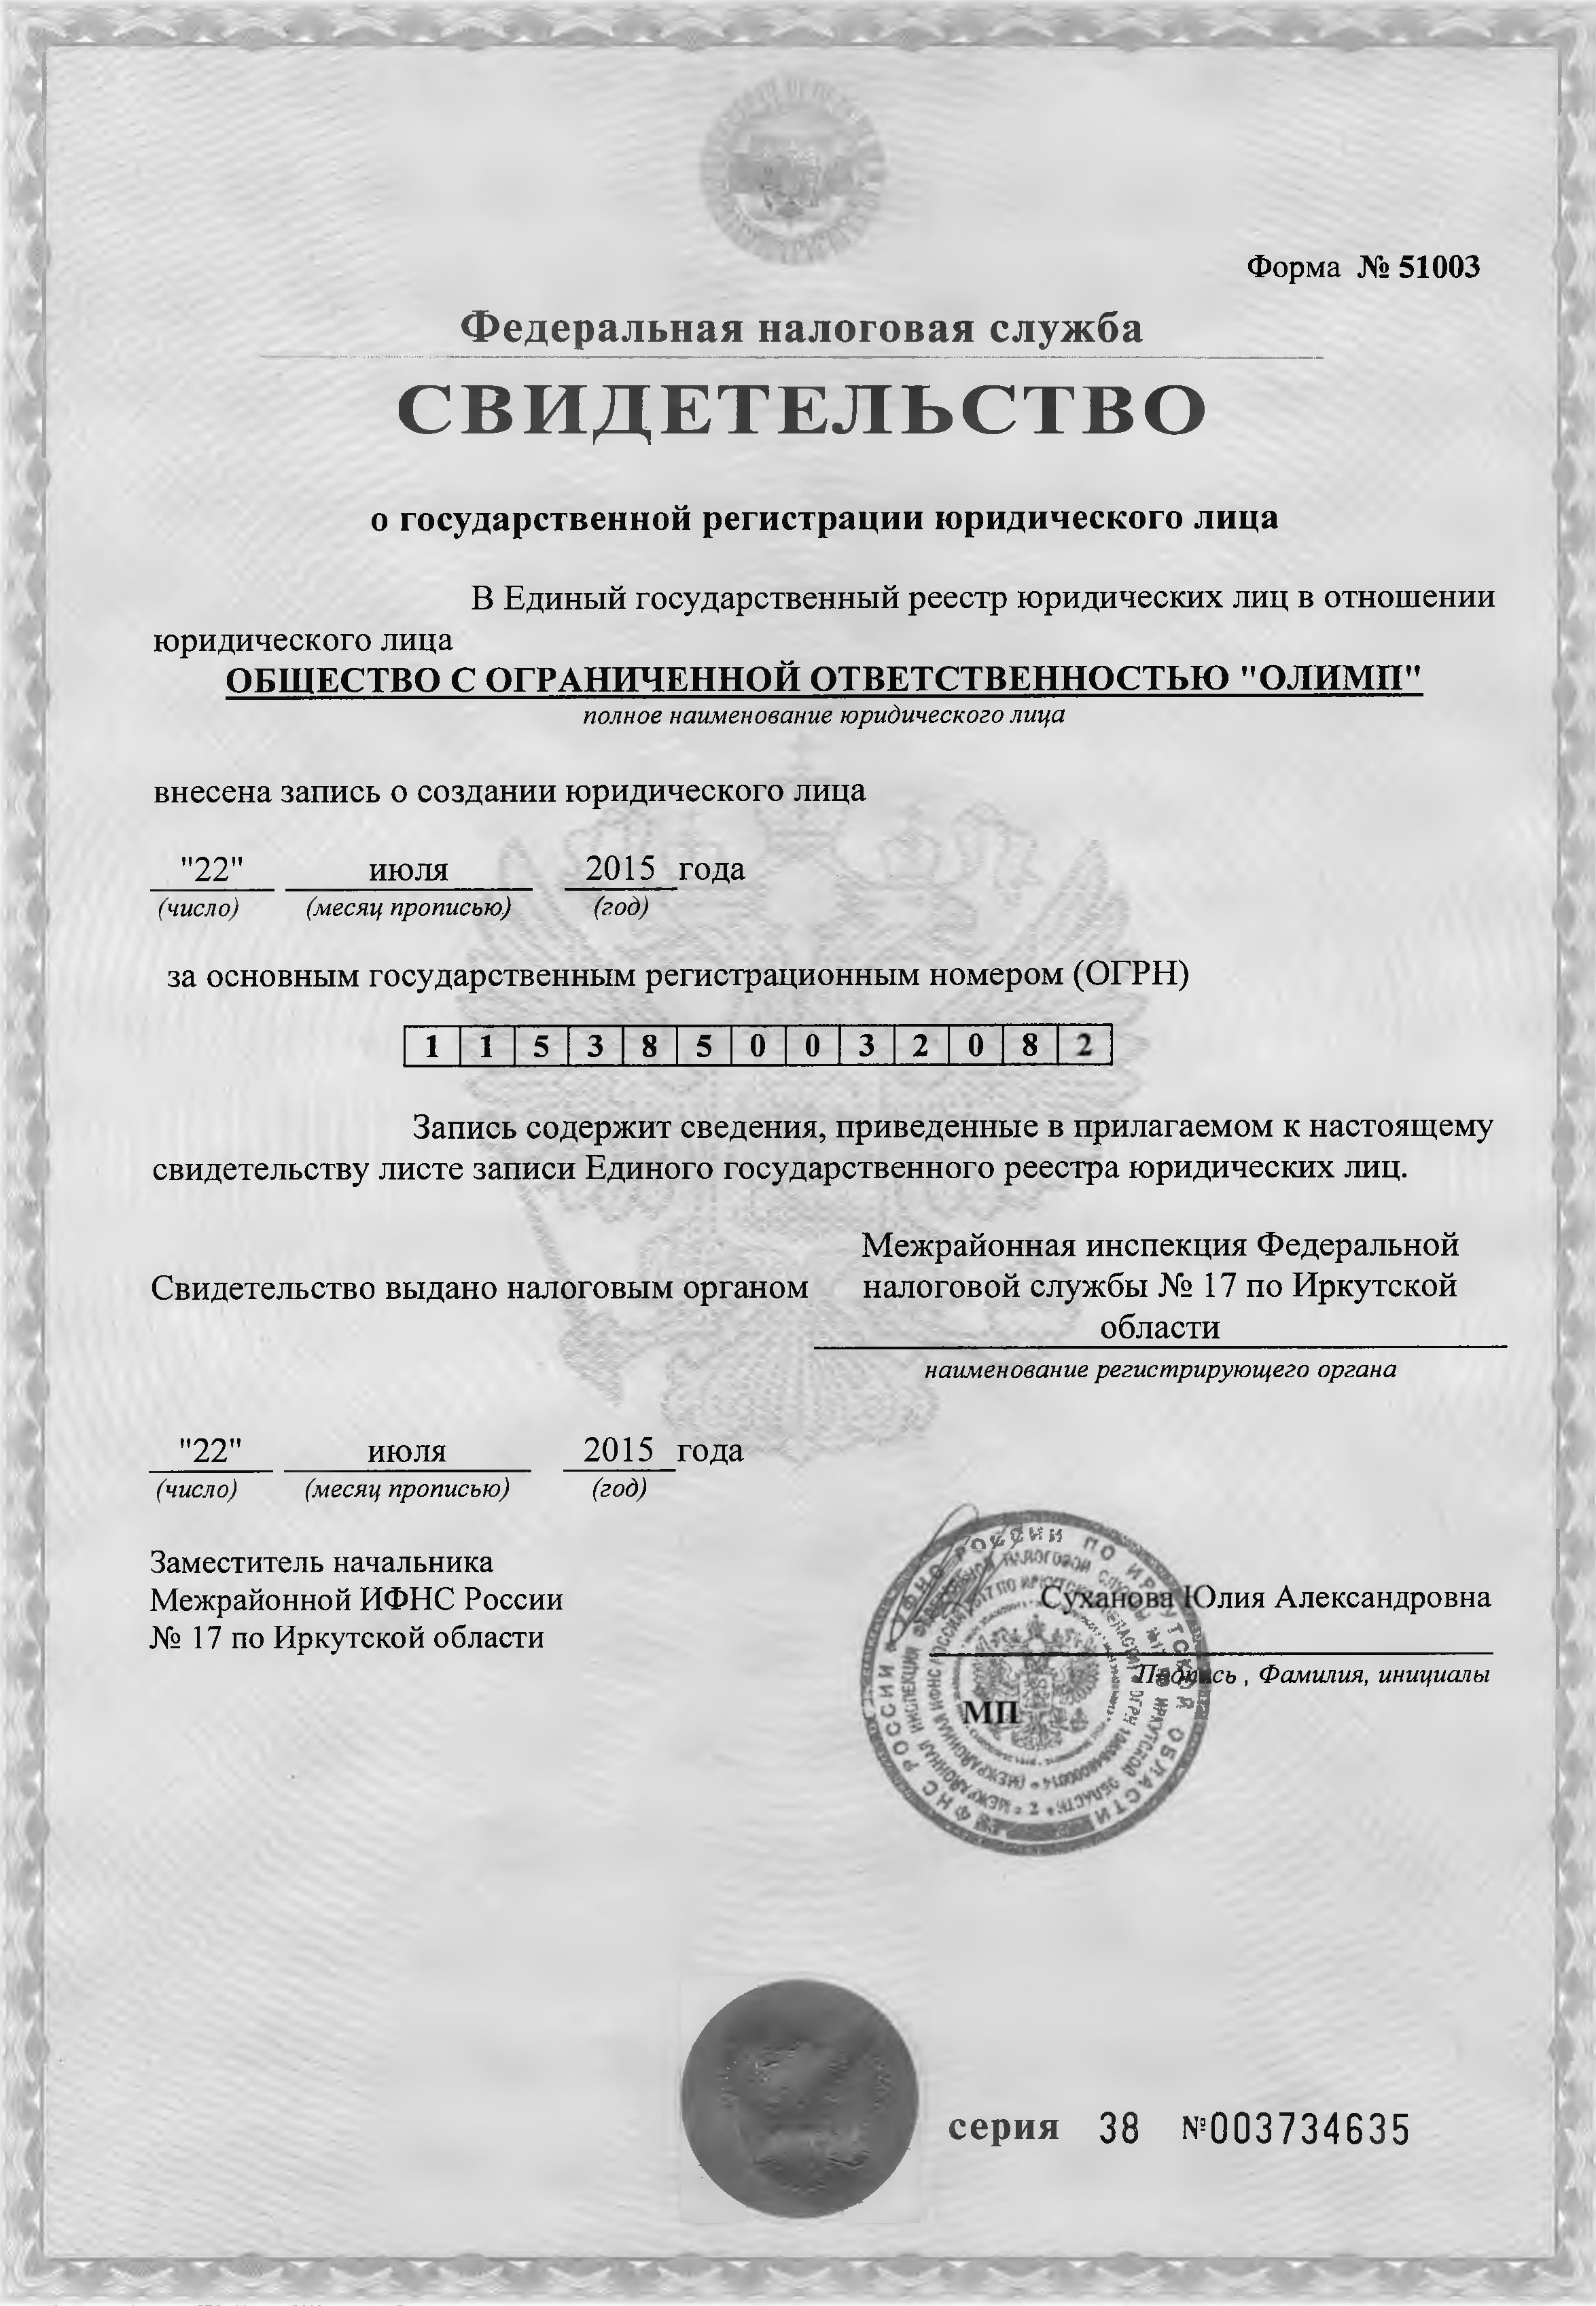 Форма № 51003
Федеральная налоговая служба
СВИДЕТЕЛЬСТВО
о государственной регистрации юридического лица
В Единый государственный реестр юридических лиц в отношении
юридического лица
ОБЩЕСТВО С ОГРАНИЧЕННОЙ ОТВЕТСТВЕННОСТЬЮ "ОЛИМП"
полное наименование юридического лица
внесена запись о создании юридического лица
"22" июля 2015 года
(число) (месяц прописью) (год)
за основным государственным регистрационным номером (ОГРН)
1 1 5 3 8 5 0 0 3 2 0 8 2
Запись содержит сведения, приведенные в прилагаемом к настоящему
свидетельству листе записи Единого государственного реестра юридических лиц.
Свидетельство выдано налоговым органом
Межрайонная инспекция Федеральной
налоговой службы № 17 по Иркутской
области
наименование регистрирующего органа
"22" июля 2015 года
(число) (месяц прописью) (год)
Заместитель начальника
Межрайонной ИФНС России
№ 17 по Иркутской области
Суханова Юлия Александровна
Подпись , Фамилия, инициалы
МП
серия 38 №003734635